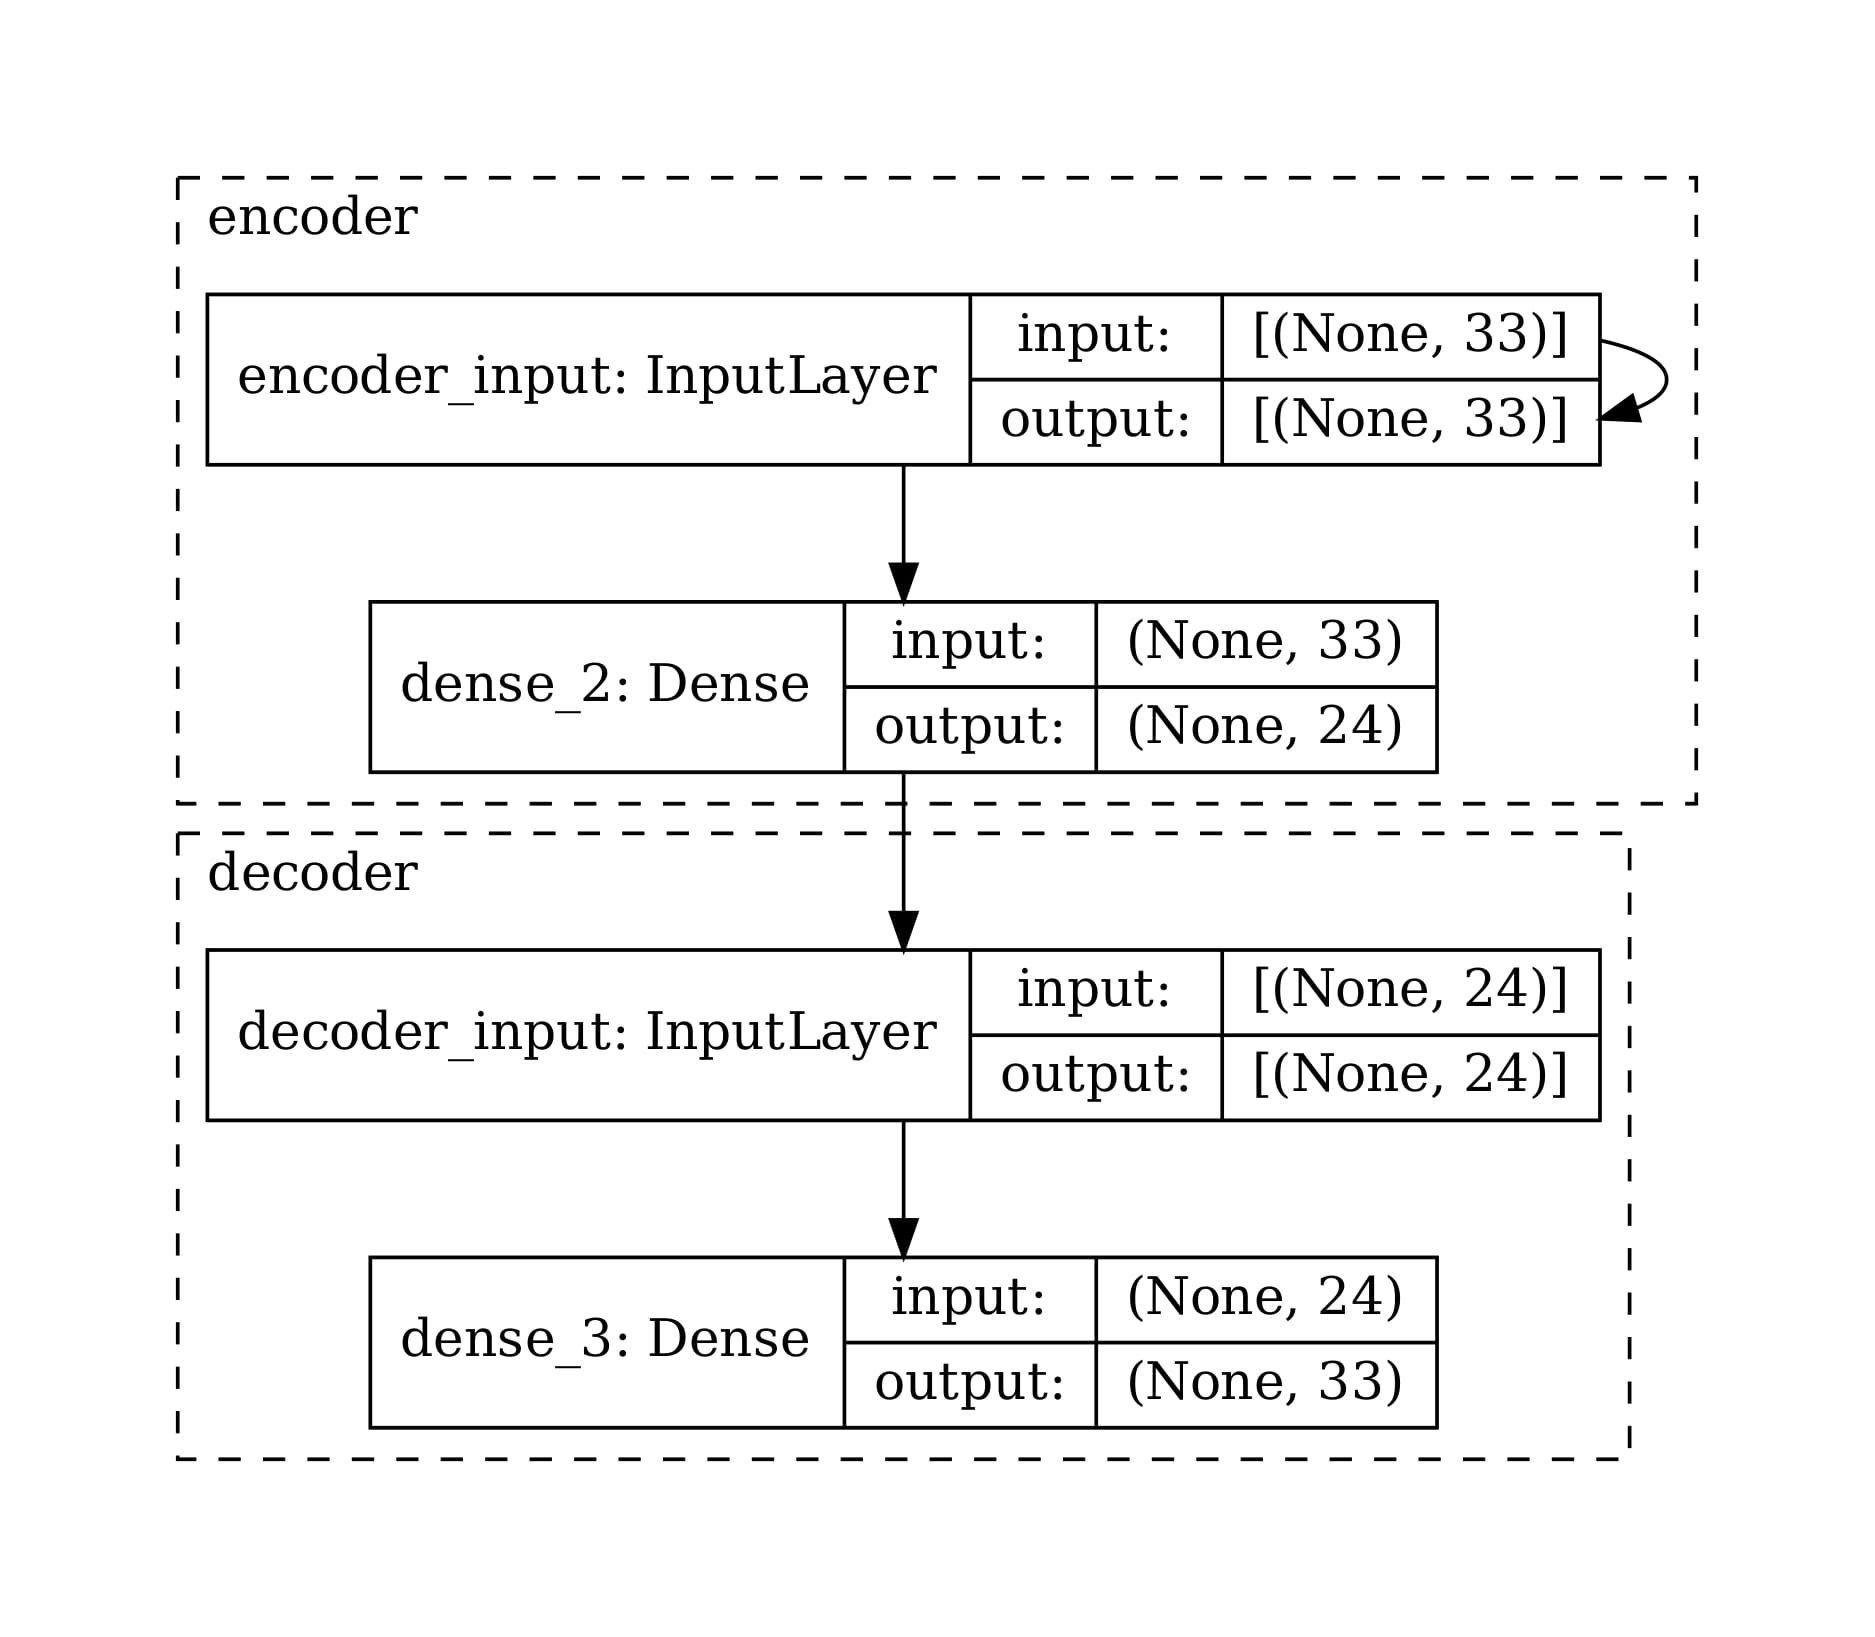 encoder
encoder_input: InputLayer
input: [(None, 33)]
output: [(None, 33)]
dense_2: Dense
input: (None, 33)
output: (None, 24)
decoder
decoder_input: InputLayer
input: [(None, 24)]
output: [(None, 24)]
dense_3: Dense
input: (None, 24)
output: (None, 33)